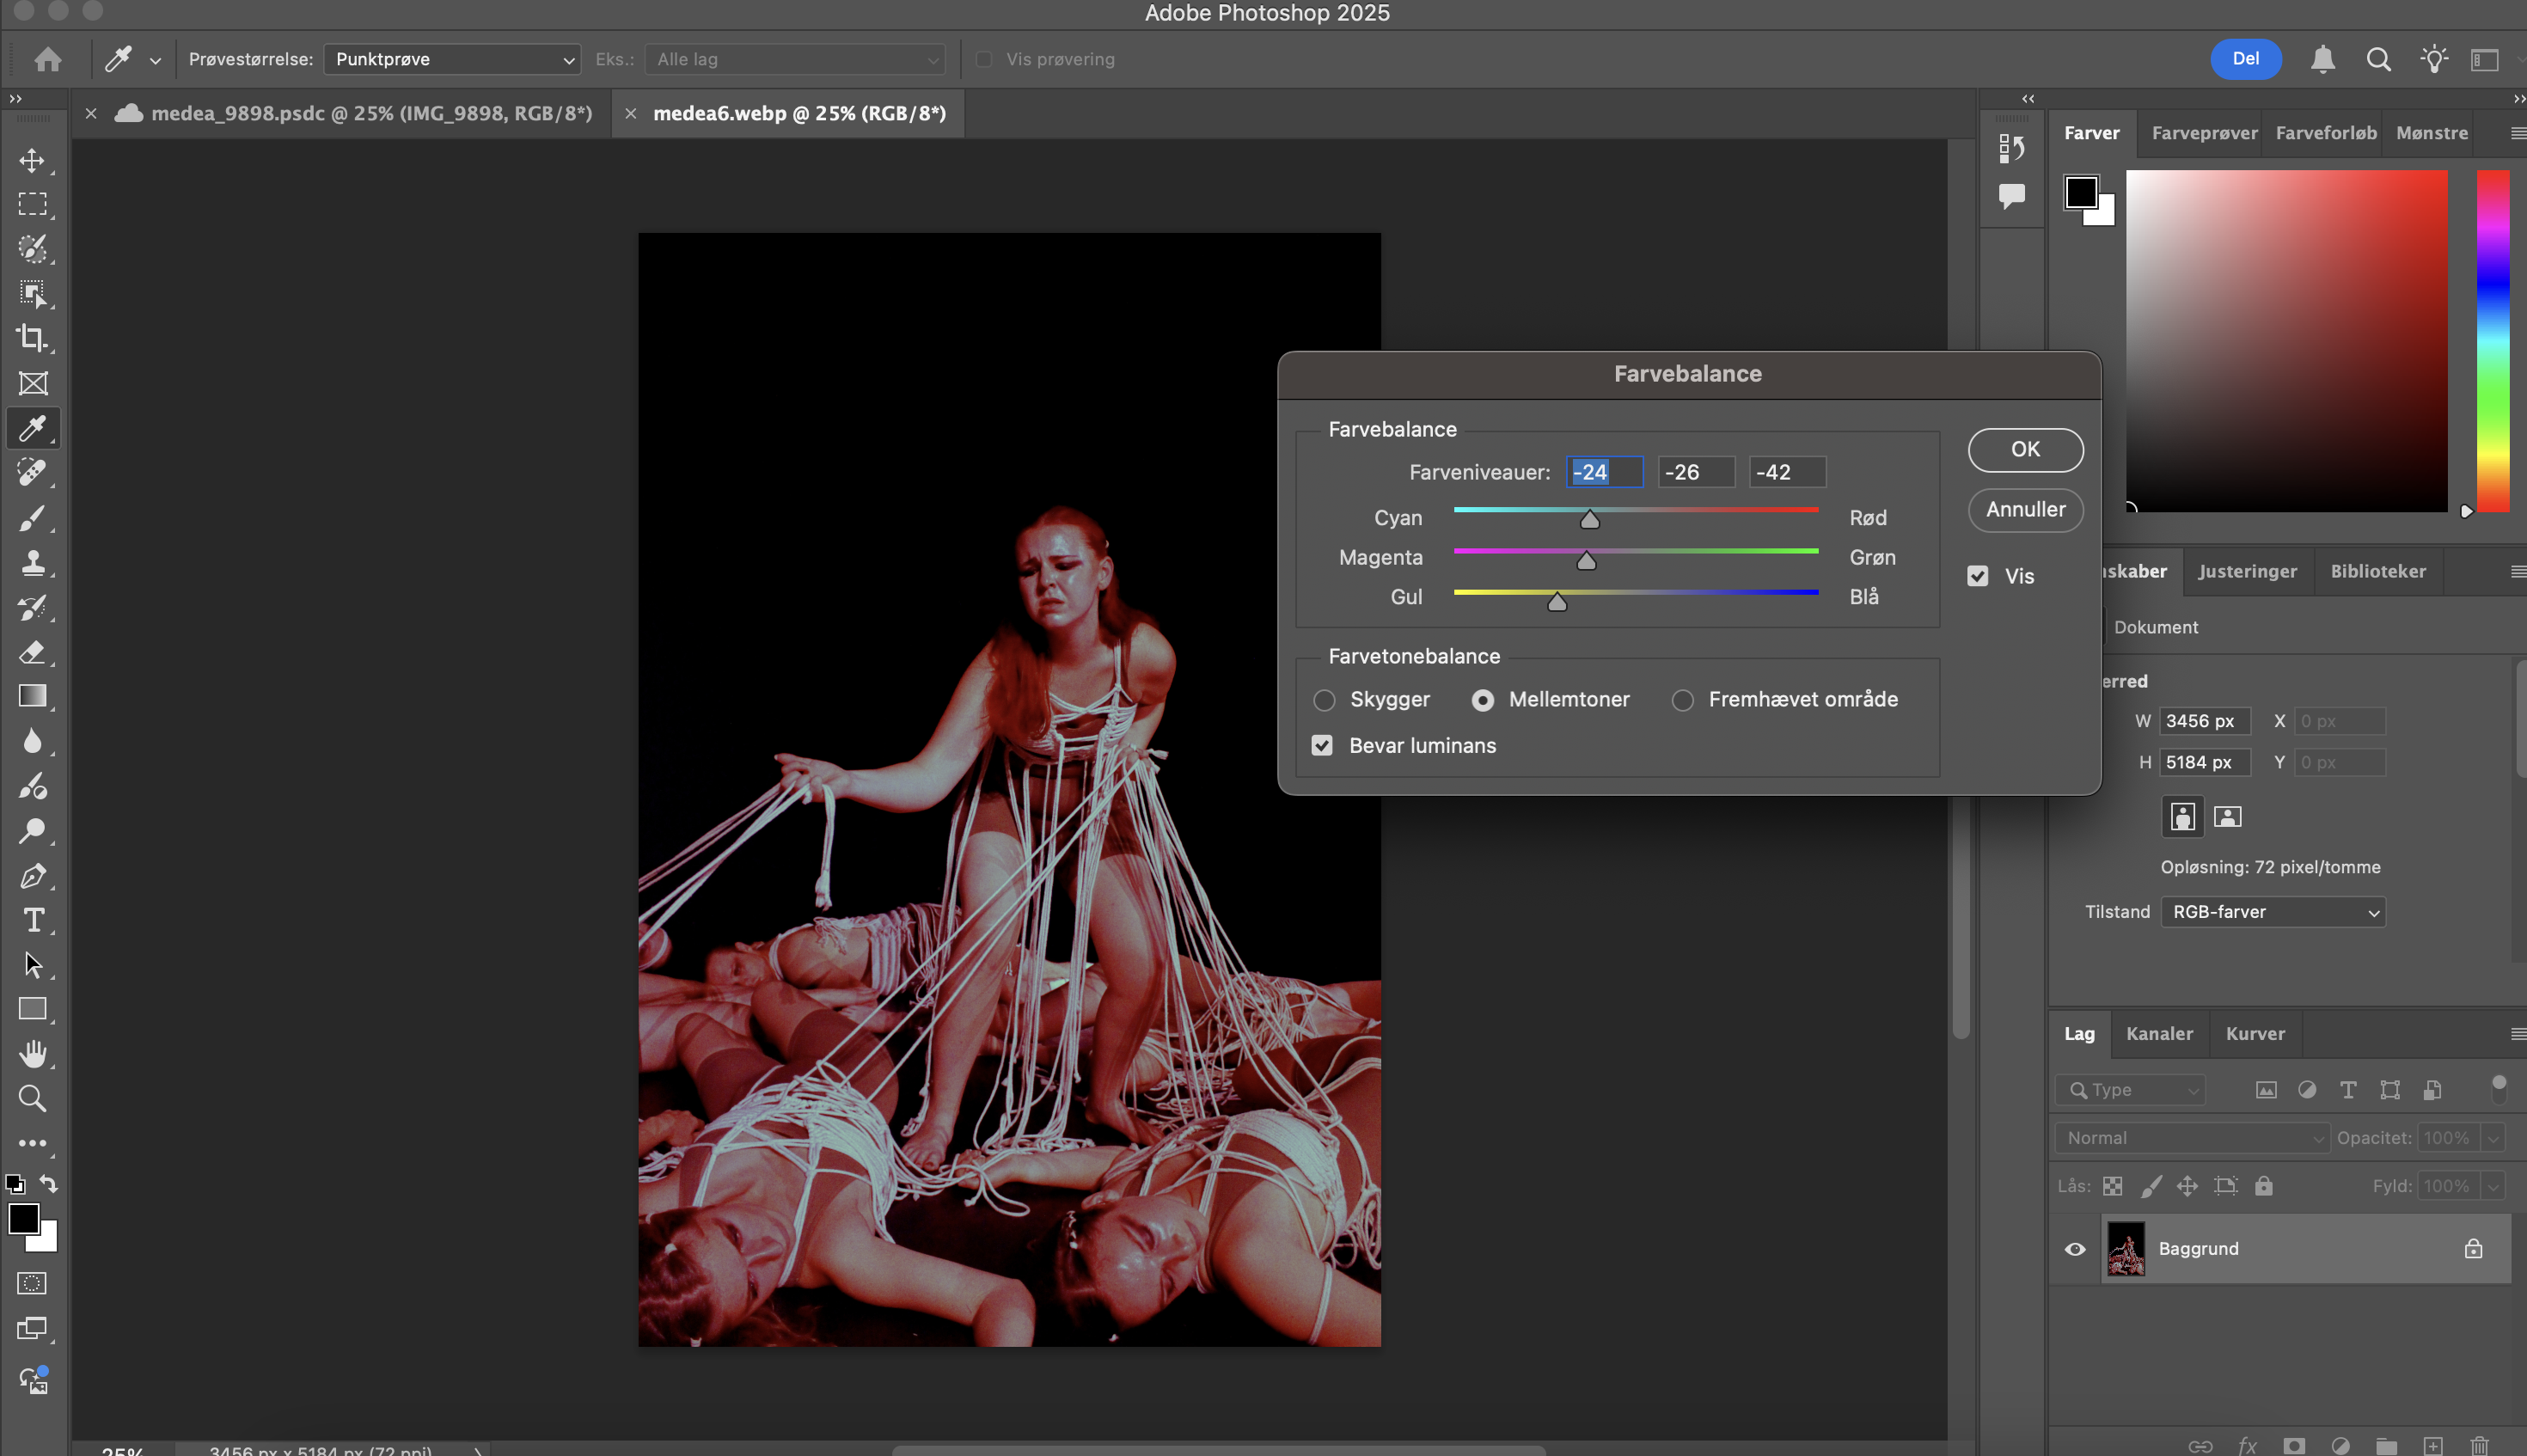 Adobe Photoshop 2025
Prøvestørrelse: Punktprøve Eks.: Alle lag Vis prøvering Del
medea_9898.psdc @ 25% (IMG_9898, RGB/8*) medea6.webp @ 25% (RGB/8*)
Farver Farveprøver Farveforløb Mønstre
Farvebalance
Farvebalance
Farveniveauer: -24 -26 -42
Cyan Rød
Magenta Grøn
Gul Blå
OK
Annuller
Vis
Farvetonebalance
Skygger Mellemtoner Fremhævet område
Bevar luminans
Justeringer Biblioteker
Dokument
W 3456 px X 0 px
H 5184 px Y 0 px
Opløsning: 72 pixel/tomme
Tilstand RGB-farver
Lag Kanaler Kurver
Type
Normal Opacitet: 100%
Lås: Fyld: 100%
Baggrund
fx
25% 3456 px x 5184 px (72 ppi)